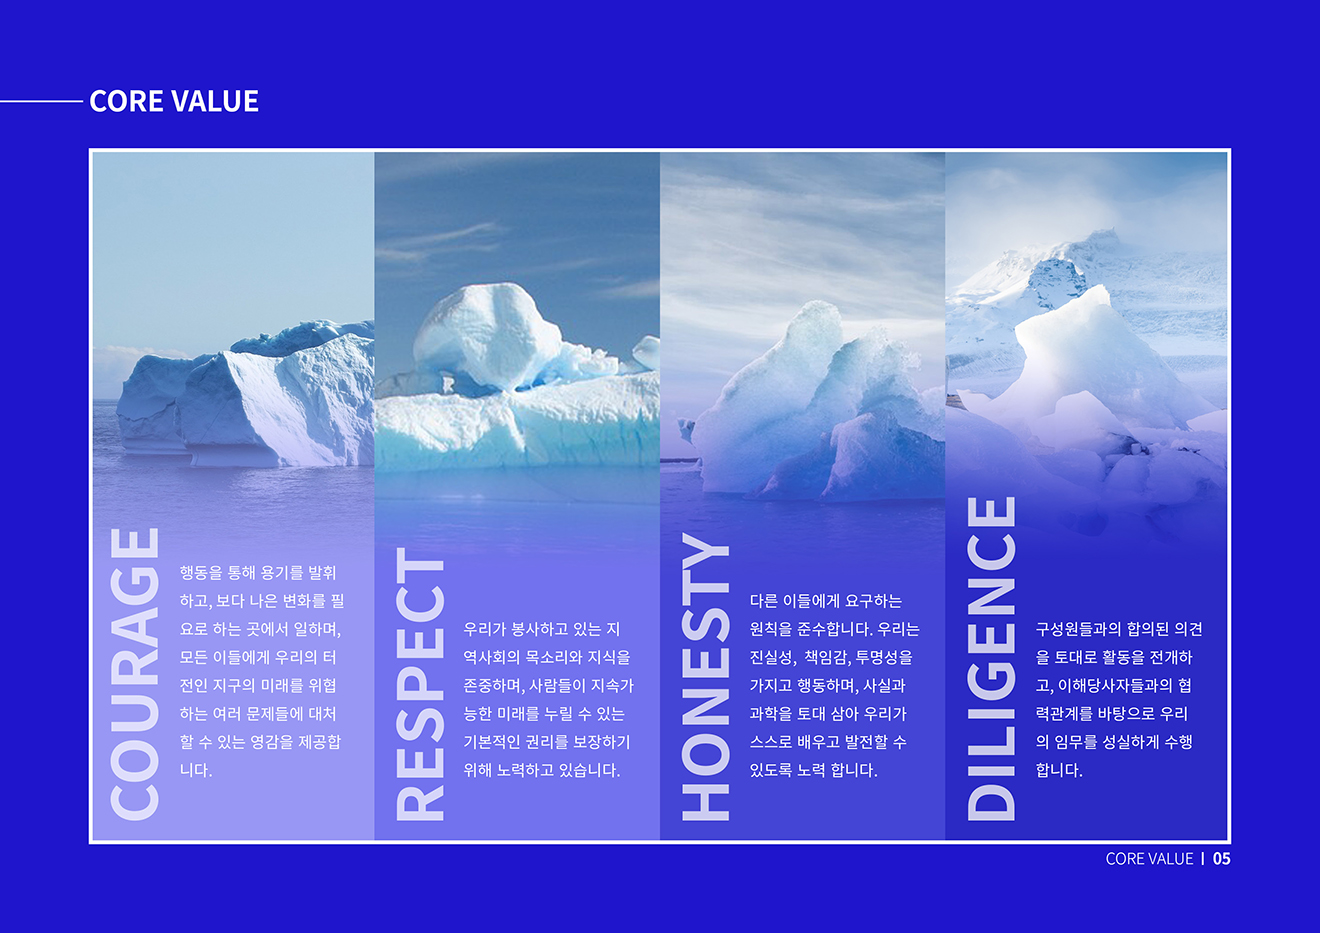 CORE VALUE
COURAGE
행동을 통해 용기를 발휘
하고, 보다 나은 변화를 필
요로 하는 곳에서 일하며,
모든 이들에게 우리의 터
전인 지구의 미래를 위협
하는 여러 문제들에 대처
할 수 있는 영감을 제공합
니다.
RESPECT
우리가 봉사하고 있는 지
역사회의 목소리와 지식을
존중하며, 사람들이 지속가
능한 미래를 누릴 수 있는
기본적인 권리를 보장하기
위해 노력하고 있습니다.
HONESTY
다른 이들에게 요구하는
원칙을 준수합니다. 우리는
진실성, 책임감, 투명성을
가지고 행동하며, 사실과
과학을 토대 삼아 우리가
스스로 배우고 발전할 수
있도록 노력 합니다.
DILIGENCE
구성원들과의 합의된 의견
을 토대로 활동을 전개하
고, 이해당사자들과의 협
력관계를 바탕으로 우리
의 임무를 성실하게 수행
합니다.
CORE VALUE | 05